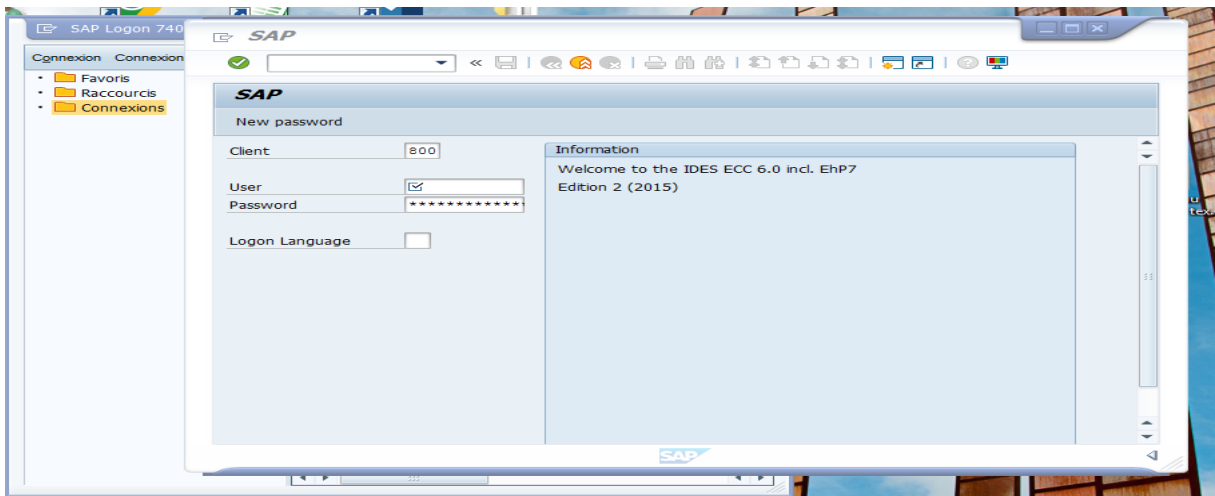 SAP Logon 740
Connexion Connexion
Favoris
Raccourcis
Connexions
SAP
SAP
New password
Client 800
User
Password ************
Logon Language
Information
Welcome to the IDES ECC 6.0 incl. EhP7
Edition 2 (2015)
SAP